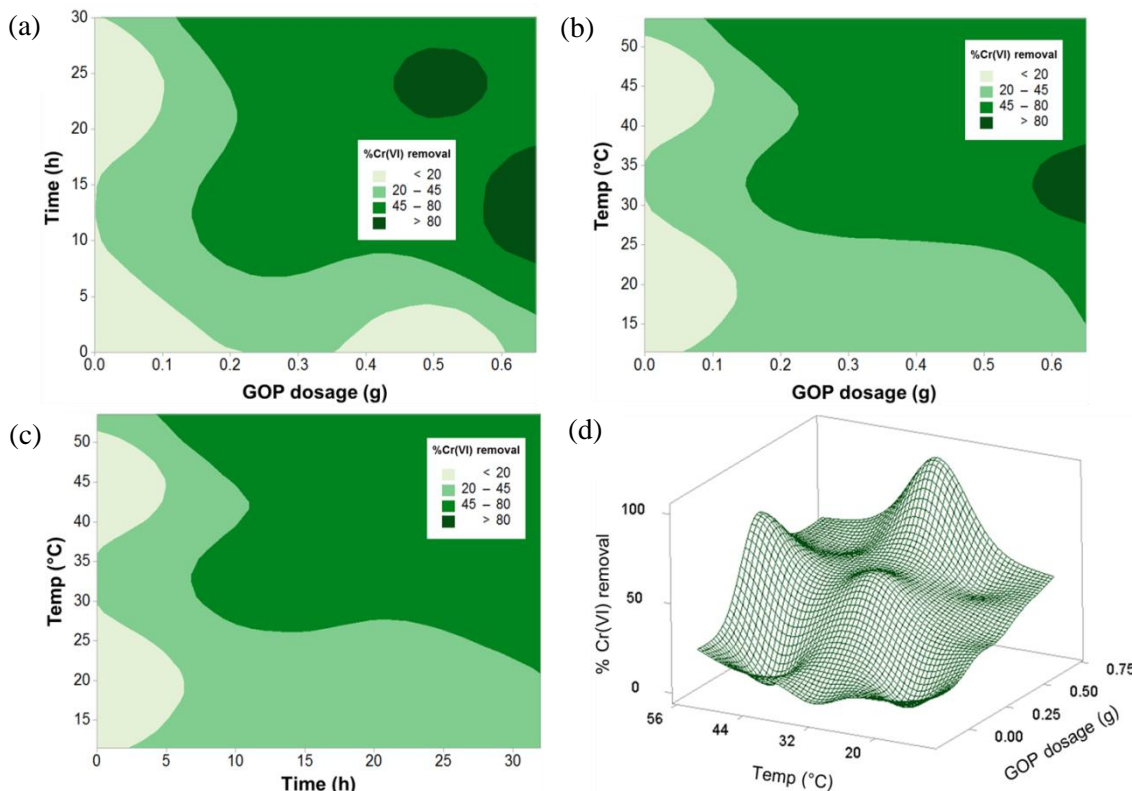 (a)
30
25
20
15
10
5
0
Time (h)
%Cr(VI) removal
< 20
20 – 45
45 – 80
> 80
0.0 0.1 0.2 0.3 0.4 0.5 0.6
GOP dosage (g)
(b)
50
45
40
35
30
25
20
15
Temp (°C)
%Cr(VI) removal
< 20
20 – 45
45 – 80
> 80
0.0 0.1 0.2 0.3 0.4 0.5 0.6
GOP dosage (g)
(c)
50
45
40
35
30
25
20
15
Temp (°C)
%Cr(VI) removal
< 20
20 – 45
45 – 80
> 80
0 5 10 15 20 25 30
Time (h)
(d)
100
50
0
% Cr(VI) removal
56 44 32 20
Temp (°C)
0.00 0.25 0.50 0.75
GOP dosage (g)